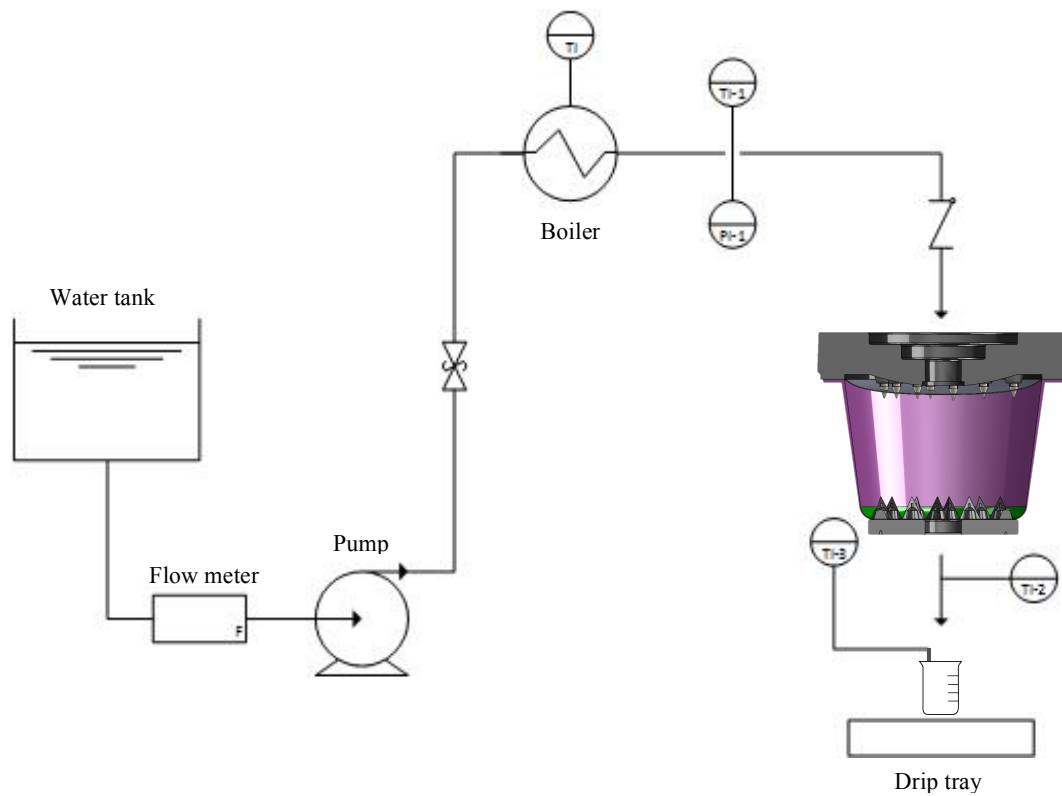 TI
TI-1
Boiler
PI-1
Water tank
Pump
TI-3
Flow meter
TI-2
F
Drip tray